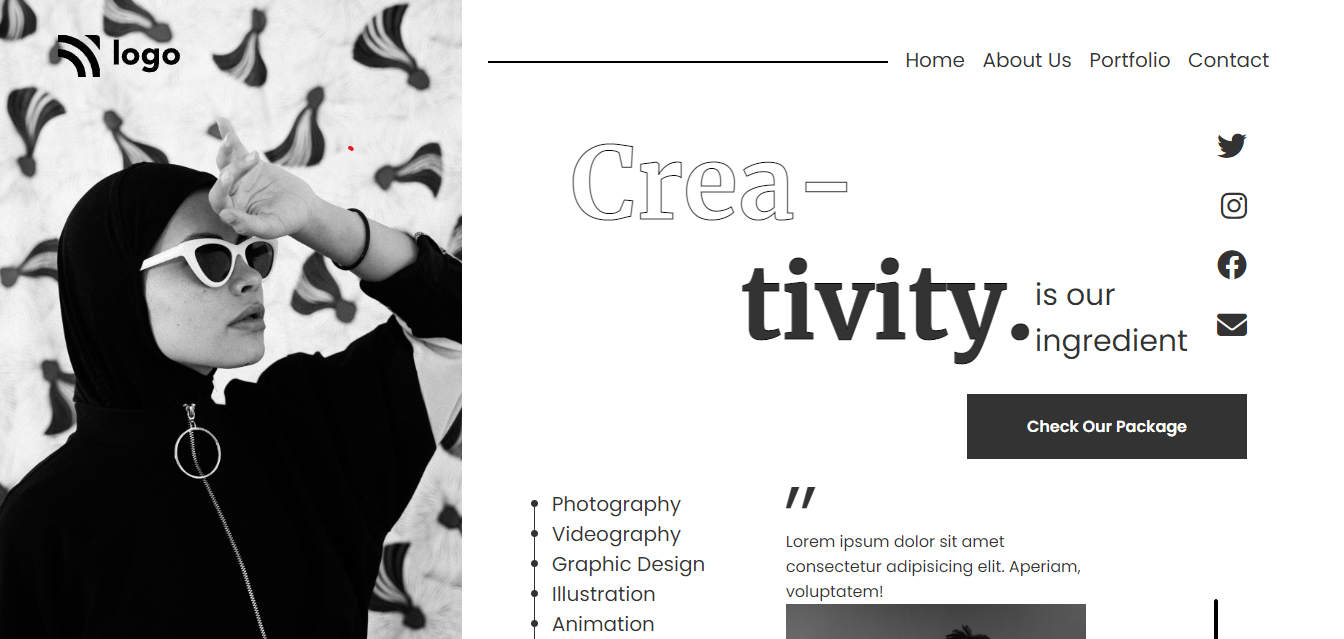 logo
Home About Us Portfolio Contact
Crea-
tivity.
is our
ingredient
Check Our Package
Photography
Videography
Graphic Design
Illustration
Animation
"
Lorem ipsum dolor sit amet
consectetur adipisicing elit. Aperiam,
voluptatem!